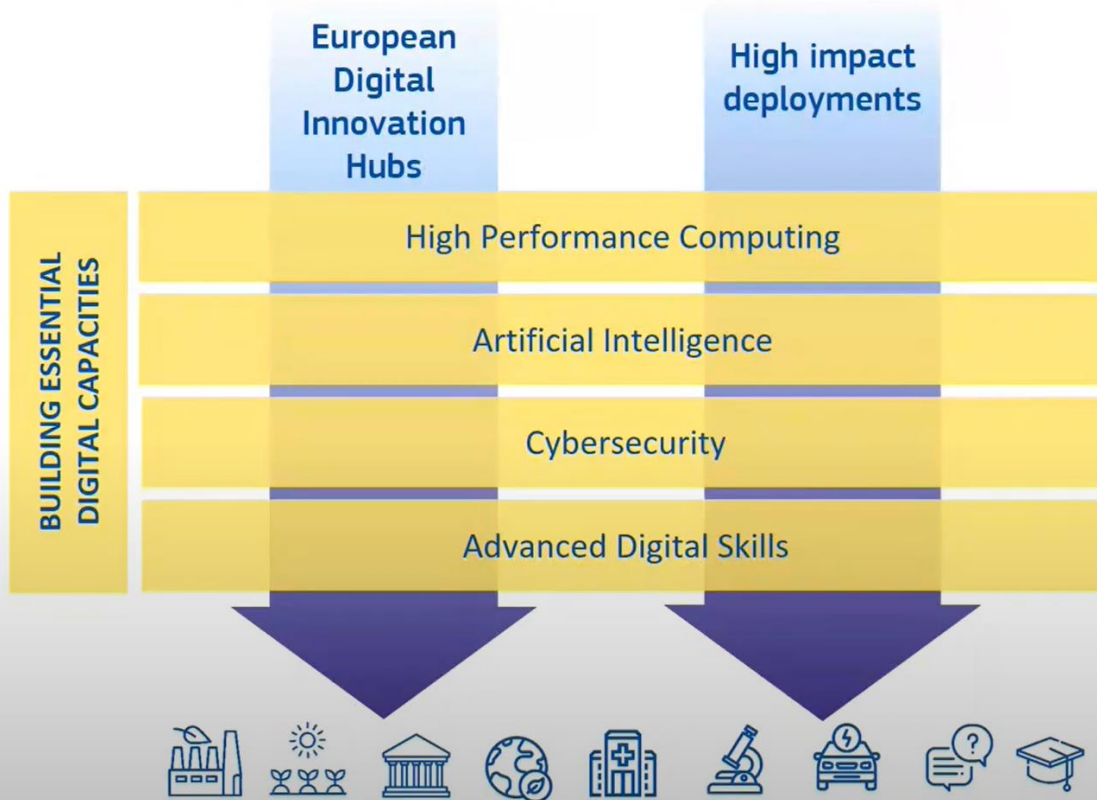 European
Digital
Innovation
Hubs
High impact
deployments
BUILDING ESSENTIAL
DIGITAL CAPACITIES
High Performance Computing
Artificial Intelligence
Cybersecurity
Advanced Digital Skills
?